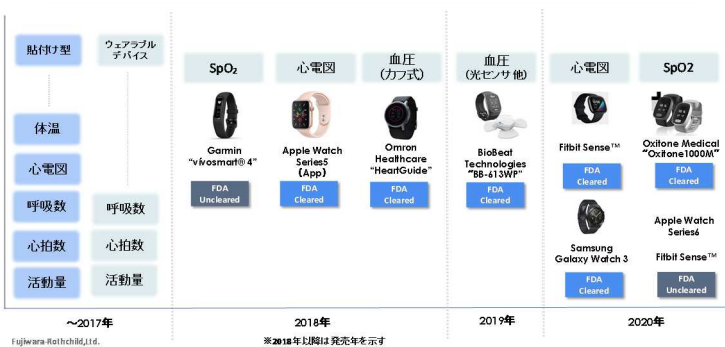 貼付け型
ウェアラブル
デバイス
体温
心電図
呼吸数
呼吸数
心拍数
心拍数
活動量
活動量
～2017年
SpO₂
Garmin
"vívosmart® 4"
FDA
Uncleared
心電図
Apple Watch
Series5
(App)
FDA
Cleared
血圧
(カフ式)
Omron
Healthcare
"HeartGuide"
FDA
Cleared
2018年
血圧
(光センサ 他)
BioBeat
Technologies
"BB-613WP"
FDA
Cleared
2019年
心電図
Fitbit Sense™
FDA
Cleared
Samsung
Galaxy Watch 3
FDA
Cleared
SpO2
Oxitone Medical
"Oxitone1000M"
FDA
Cleared
Apple Watch
Series6
Fitbit Sense™
FDA
Uncleared
2020年
Fujiwara-Rothchild,Ltd.
※2018年以降は発売年を示す